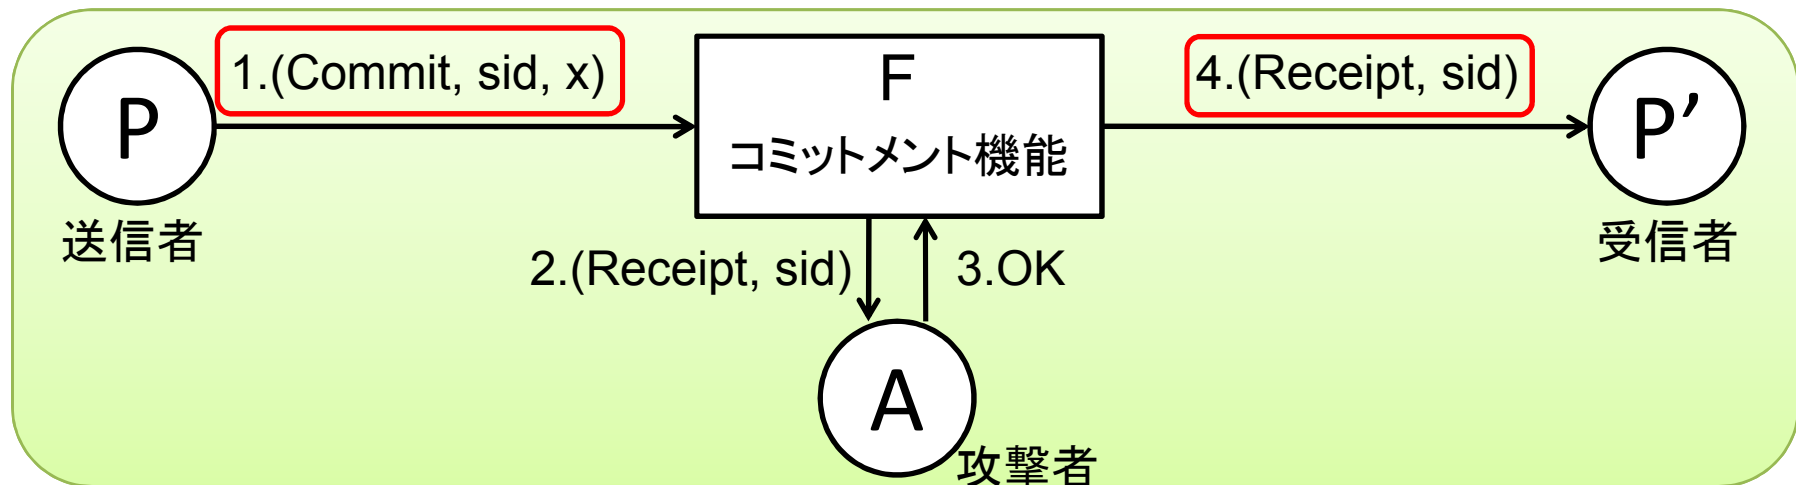 1.(Commit, sid, x)
F
4.(Receipt, sid)
P
コミットメント機能
P′
送信者
受信者
2.(Receipt, sid)
3.OK
A
攻撃者